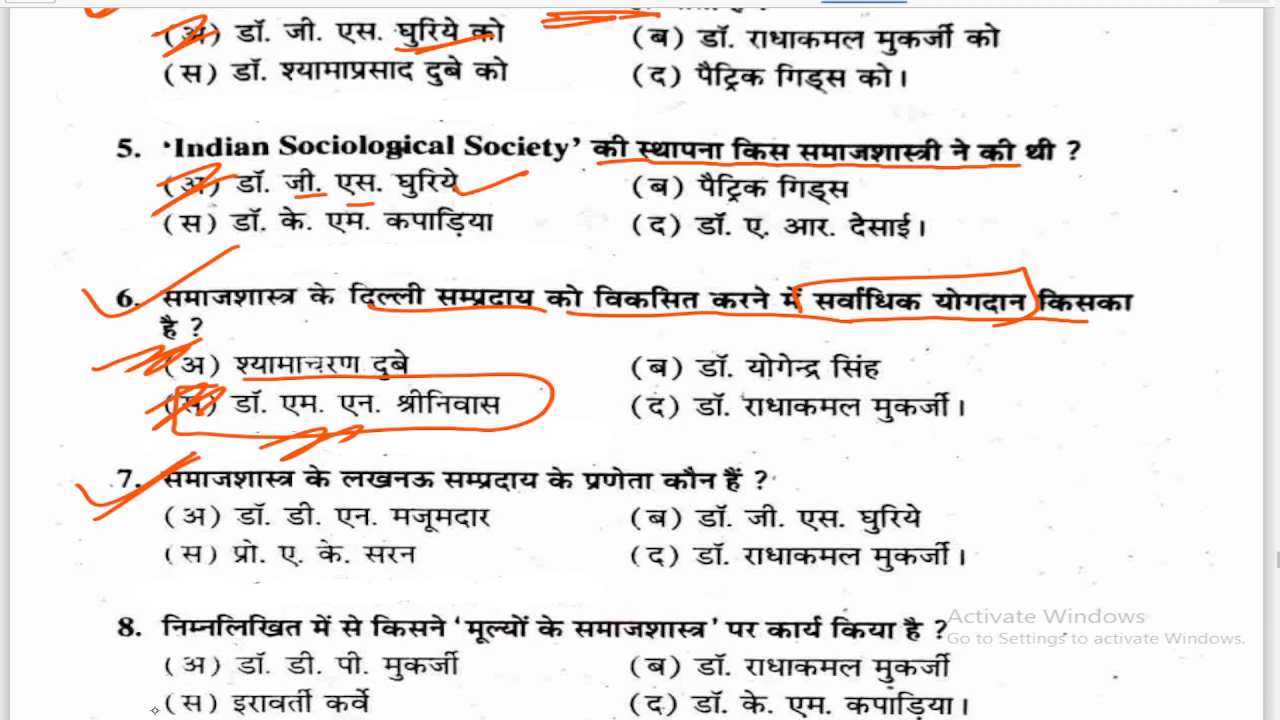 (अ) डॉ. जी. एस. घुरिये को (ब) डॉ. राधाकमल मुकर्जी को
(स) डॉ. श्यामाप्रसाद दुबे को (द) पैट्रिक गिड्स को।
5. 'Indian Sociological Society' की स्थापना किस समाजशास्त्री ने की थी ?
(अ) डॉ. जी. एस. घुरिये (ब) पैट्रिक गिड्स
(स) डॉ. के. एम. कपाड़िया (द) डॉ. ए. आर. देसाई।
6. समाजशास्त्र के दिल्ली सम्प्रदाय को विकसित करने में सर्वाधिक योगदान किसका
है ?
(अ) श्यामाचरण दुबे (ब) डॉ. योगेन्द्र सिंह
(स) डॉ. एम. एन. श्रीनिवास (द) डॉ. राधाकमल मुकर्जी।
7. समाजशास्त्र के लखनऊ सम्प्रदाय के प्रणेता कौन हैं ?
(अ) डॉ. डी. एन. मजूमदार (ब) डॉ. जी. एस. घुरिये
(स) प्रो. ए. के. सरन (द) डॉ. राधाकमल मुकर्जी।
8. निम्नलिखित में से किसने 'मूल्यों के समाजशास्त्र' पर कार्य किया है ?
(अ) डॉ. डी. पी. मुकर्जी (ब) डॉ. राधाकमल मुकर्जी
(स) इरावती कर्वे (द) डॉ. के. एम. कपाड़िया।
Activate Windows
Go to Settings to activate Windows.